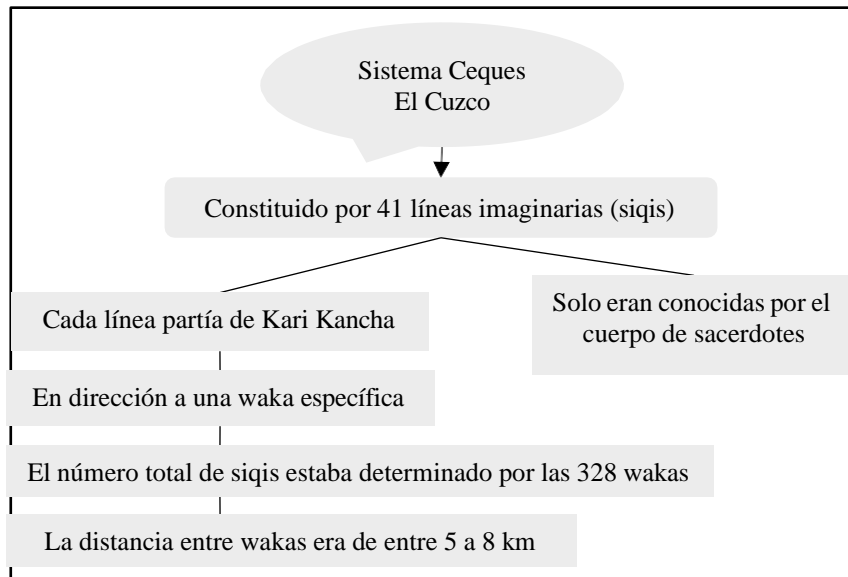 Sistema Ceques
El Cuzco
Constituido por 41 líneas imaginarias (siqis)
Cada línea partía de Kari Kancha
Solo eran conocidas por el
cuerpo de sacerdotes
En dirección a una waka específica
El número total de siqis estaba determinado por las 328 wakas
La distancia entre wakas era de entre 5 a 8 km